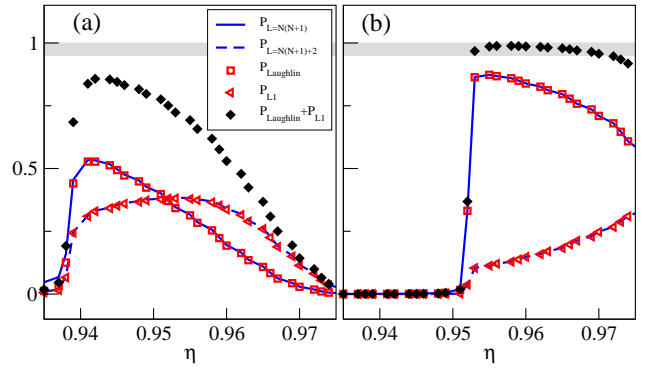 (a)
P_{L=N(N+1)}
P_{L=N(N+1)+2}
P_{Laughlin}
P_{L1}
P_{Laughlin}+P_{L1}
(b)
1
0.5
0
0.94 0.95 0.96 0.97
0.94 0.95 0.96 0.97
η η